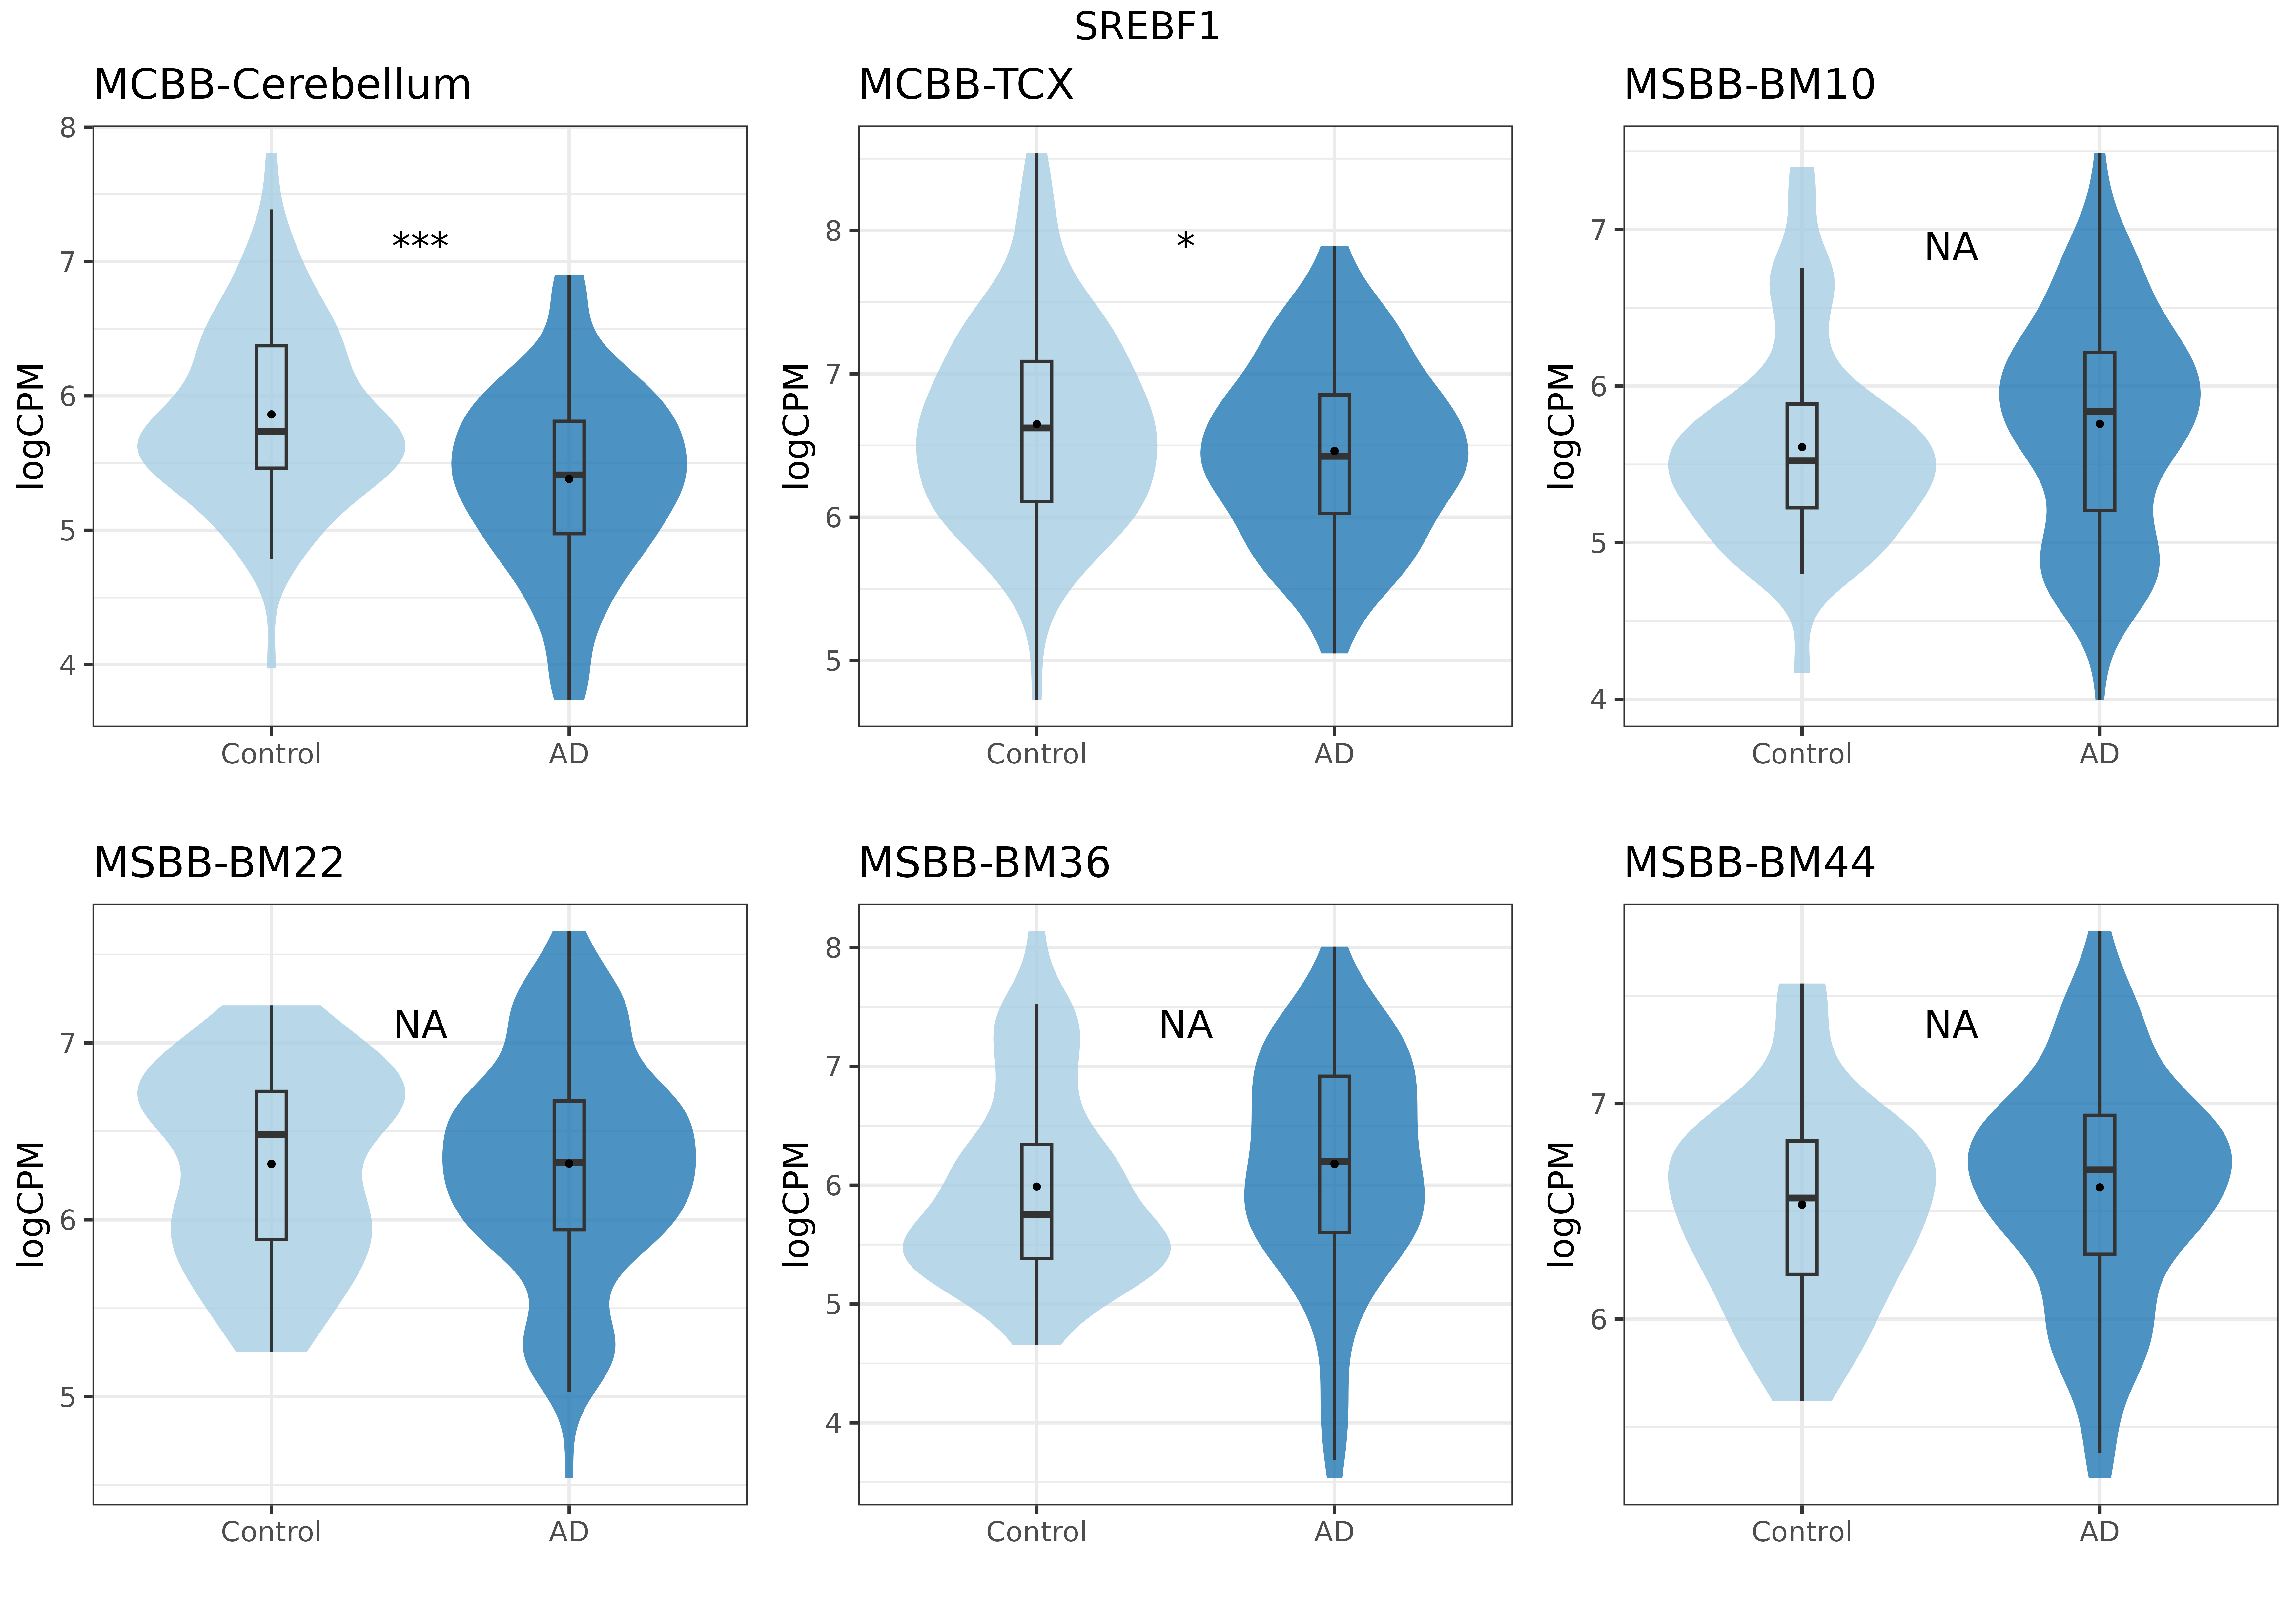 SREBF1
MCBB-Cerebellum
MCBB-TCX
MSBB-BM10
8
7
6
5
4
logCPM
***
Control
AD
8
7
6
5
logCPM
*
Control
AD
7
6
5
4
logCPM
NA
Control
AD
MSBB-BM22
MSBB-BM36
MSBB-BM44
7
6
5
logCPM
NA
Control
AD
8
7
6
5
4
logCPM
NA
Control
AD
7
6
logCPM
NA
Control
AD